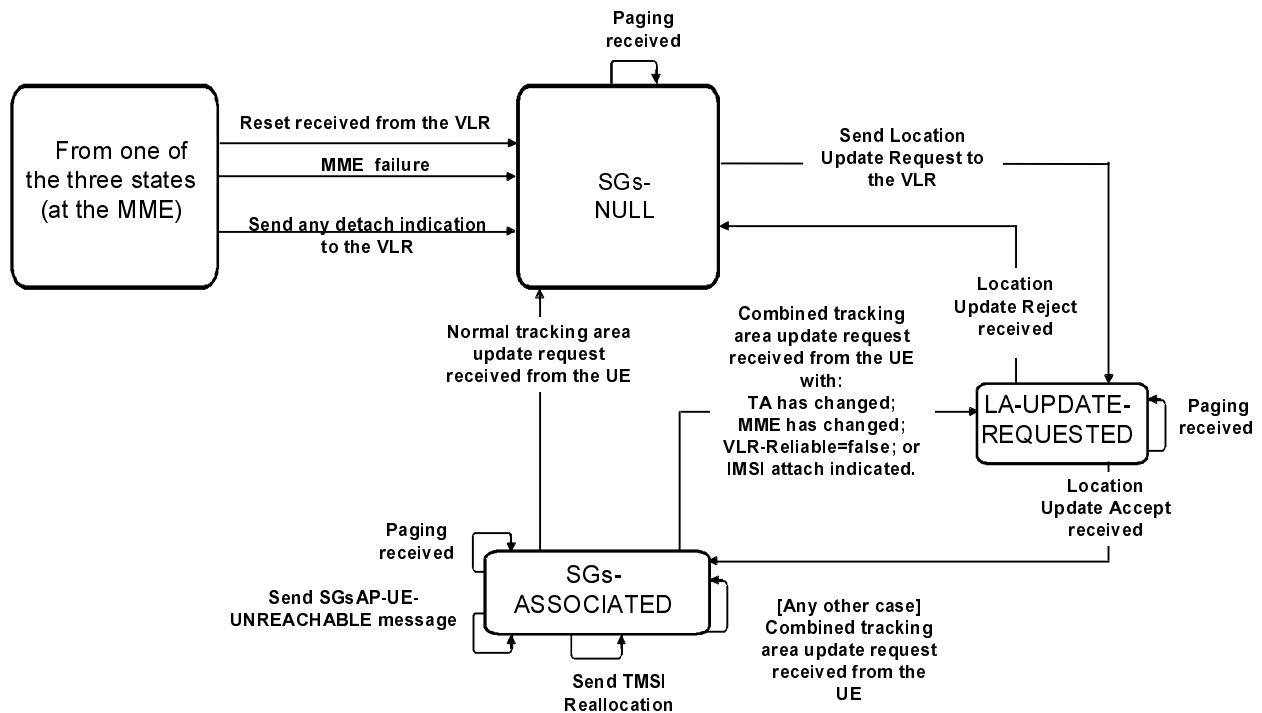 Paging
received
From one of
the three states
(at the MME)
Reset received from the VLR
MME failure
Send any detach indication
to the VLR
SGs-
NULL
Send Location
Update Request to
the VLR
Location
Update Reject
received
Normal tracking area
update request
received from the UE
Combined tracking
area update request
received from the UE
with:
TA has changed;
MME has changed;
VLR-Reliable=false; or
IMSI attach indicated.
LA-UPDATE-
REQUESTED
Paging
received
Location
Update Accept
received
Paging
received
Send SGsAP-UE-
UNREACHABLE message
SGs-
ASSOCIATED
[Any other case]
Combined tracking
area update request
received from the
UE
Send TMSI
Reallocation